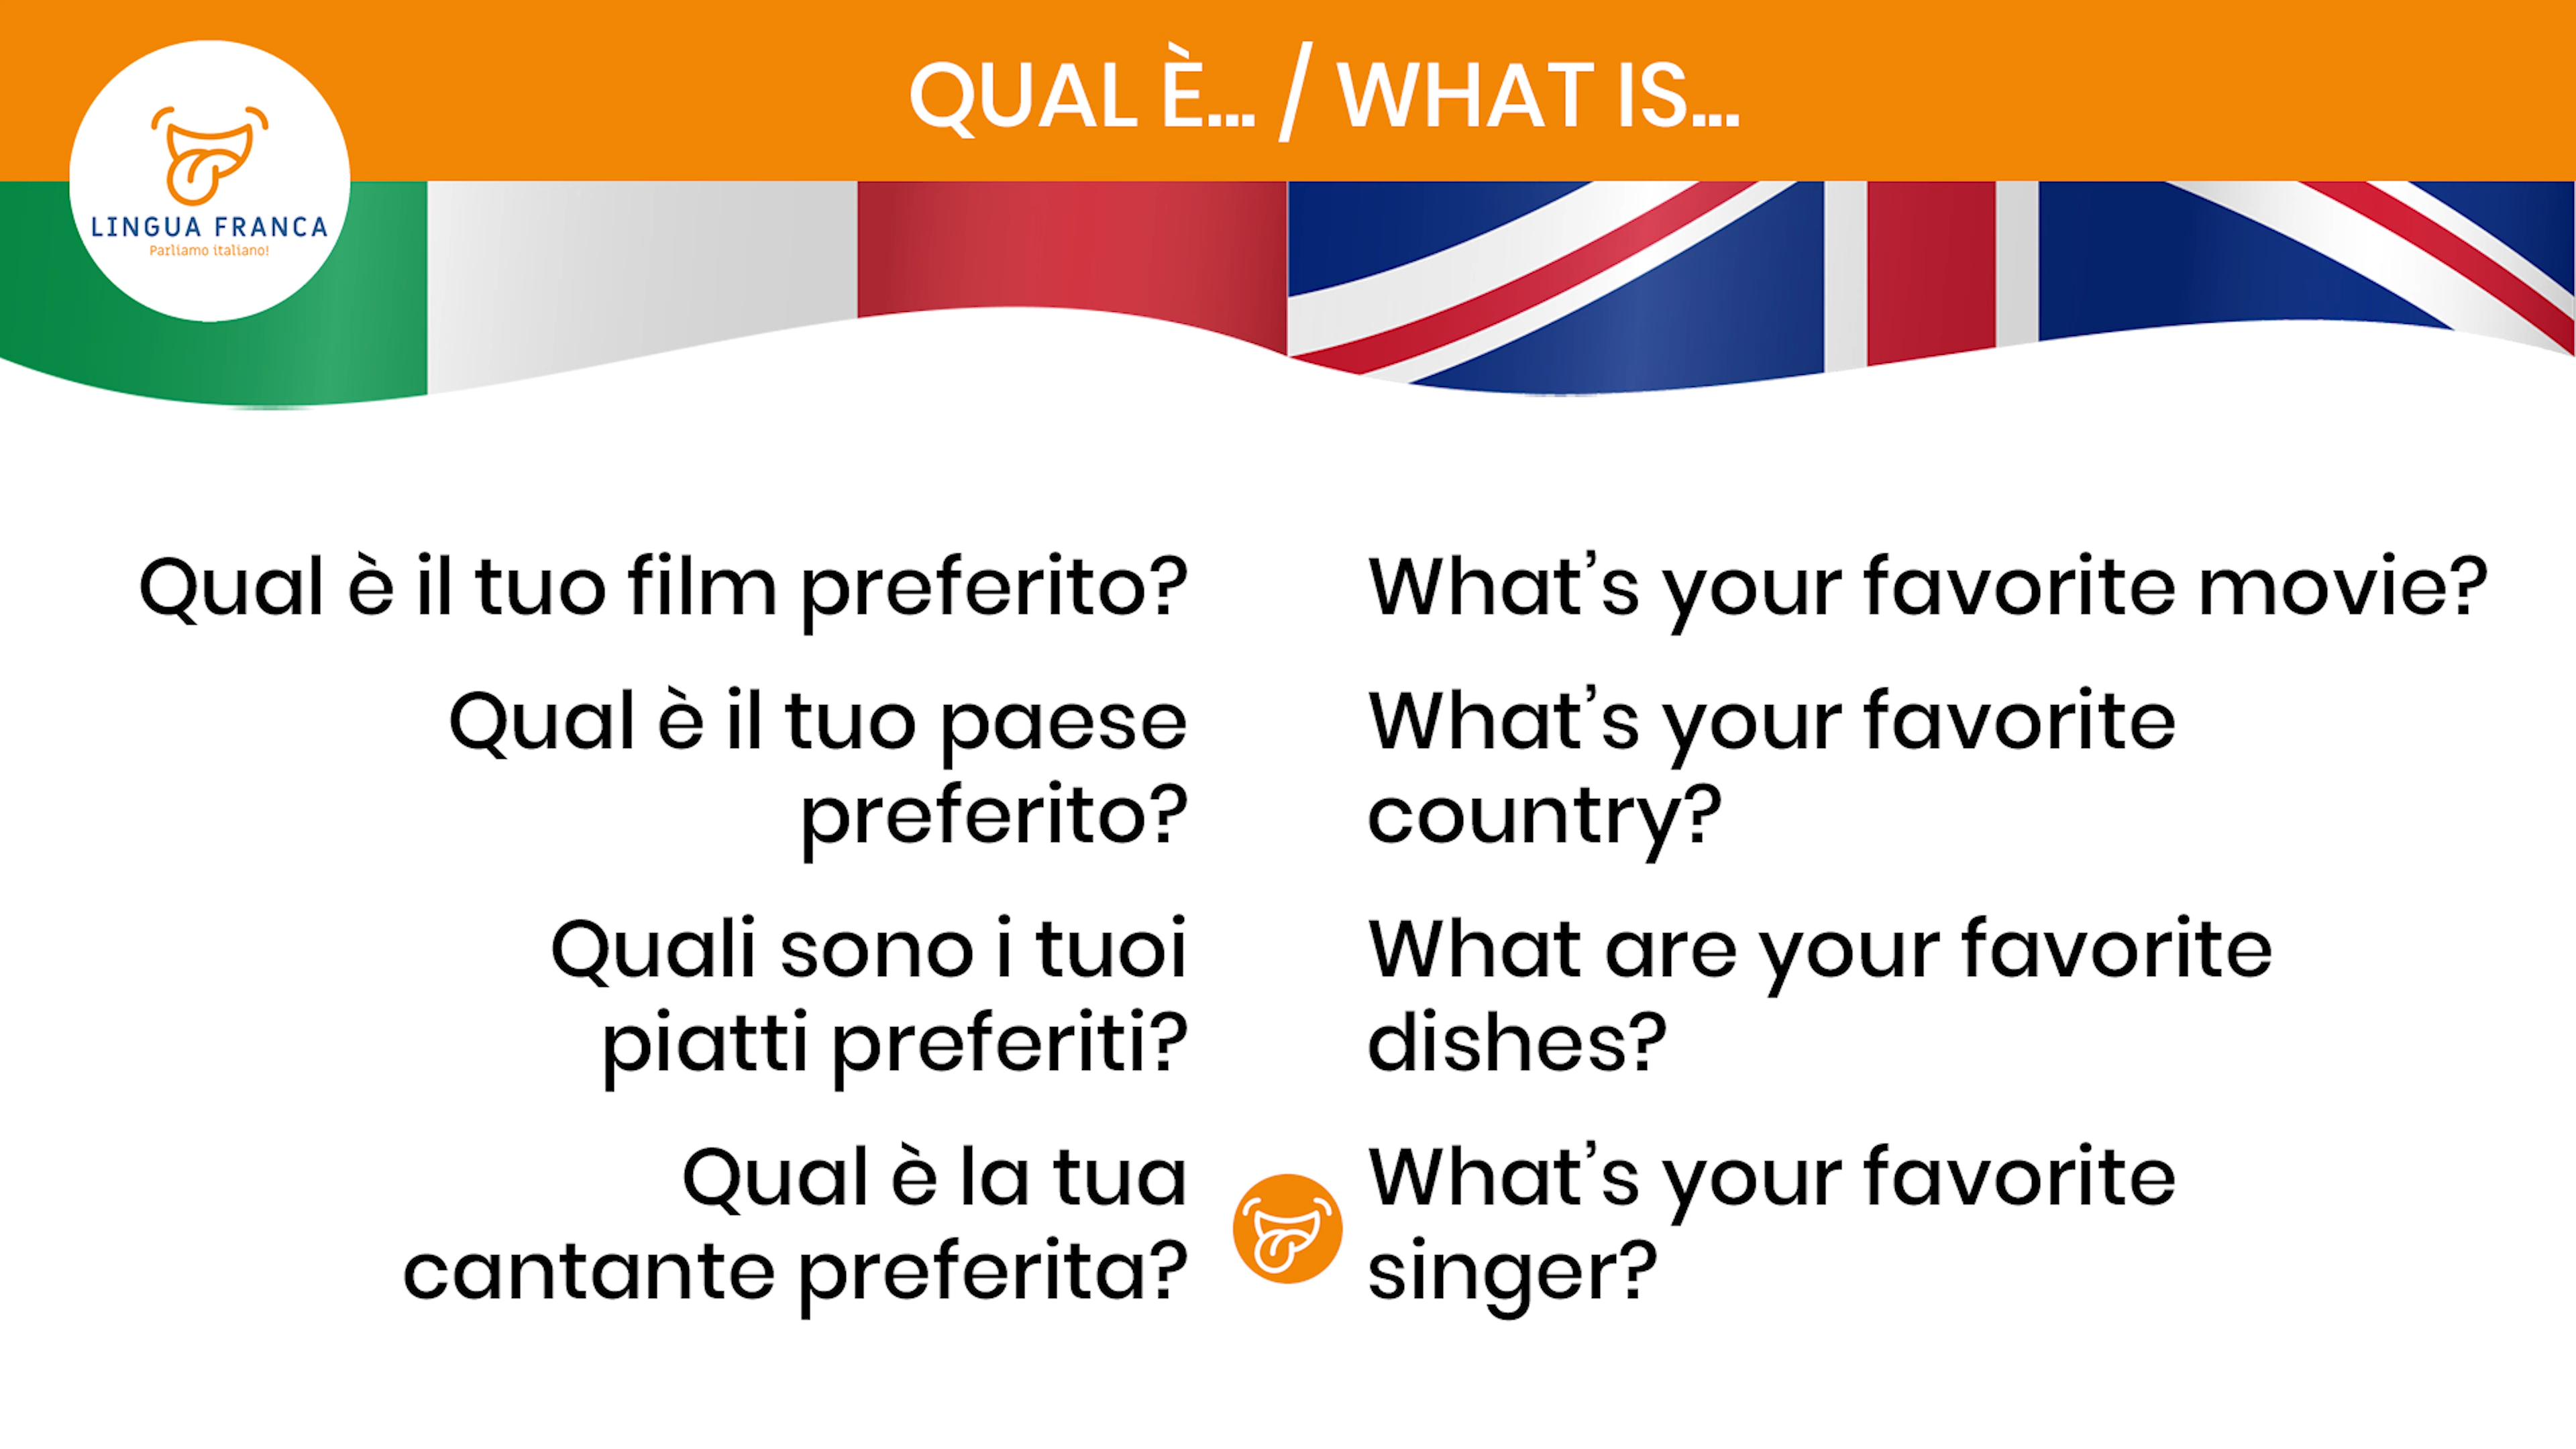 QUAL È... / WHAT IS...
LINGUA FRANCA
Parliamo italiano!
Qual è il tuo film preferito?
What’s your favorite movie?
Qual è il tuo paese
preferito?
What’s your favorite
country?
Quali sono i tuoi
piatti preferiti?
What are your favorite
dishes?
Qual è la tua
cantante preferita?
What’s your favorite
singer?